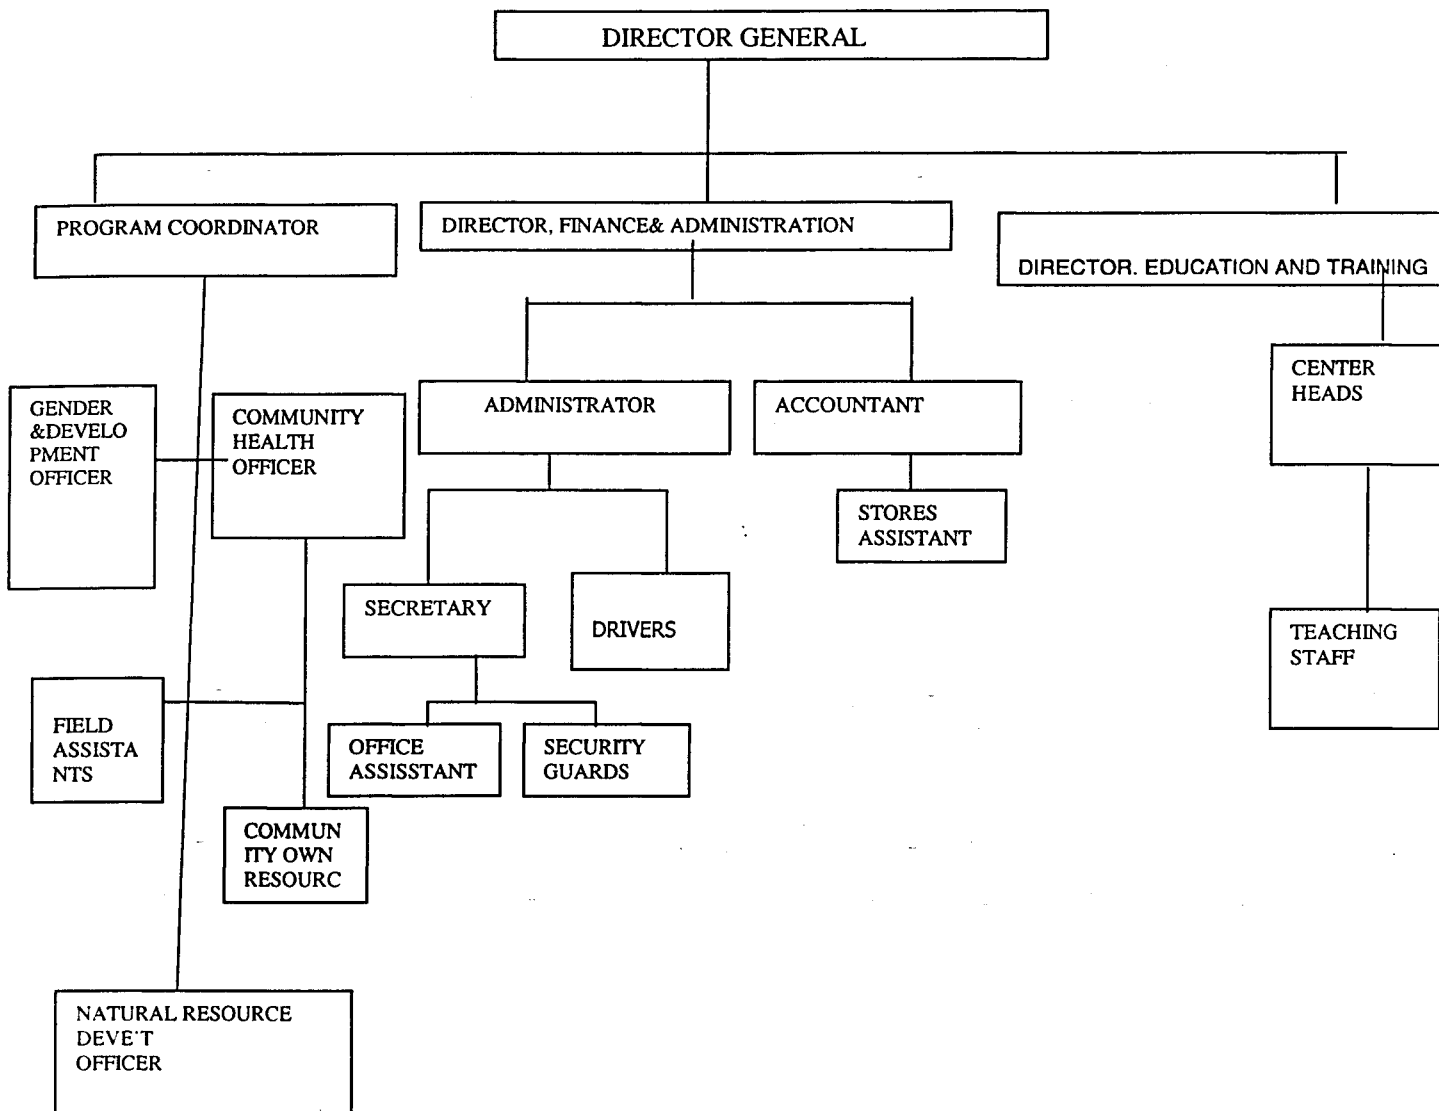 DIRECTOR GENERAL
PROGRAM COORDINATOR
DIRECTOR, FINANCE& ADMINISTRATION
DIRECTOR. EDUCATION AND TRAINING
GENDER
&DEVELO
PMENT
OFFICER
COMMUNITY
HEALTH
OFFICER
ADMINISTRATOR
ACCOUNTANT
CENTER
HEADS
STORES
ASSISTANT
SECRETARY
DRIVERS
TEACHING
STAFF
FIELD
ASSISTA
NTS
OFFICE
ASSISSTANT
SECURITY
GUARDS
COMMUN
ITY OWN
RESOURC
NATURAL RESOURCE
DEVE'T
OFFICER